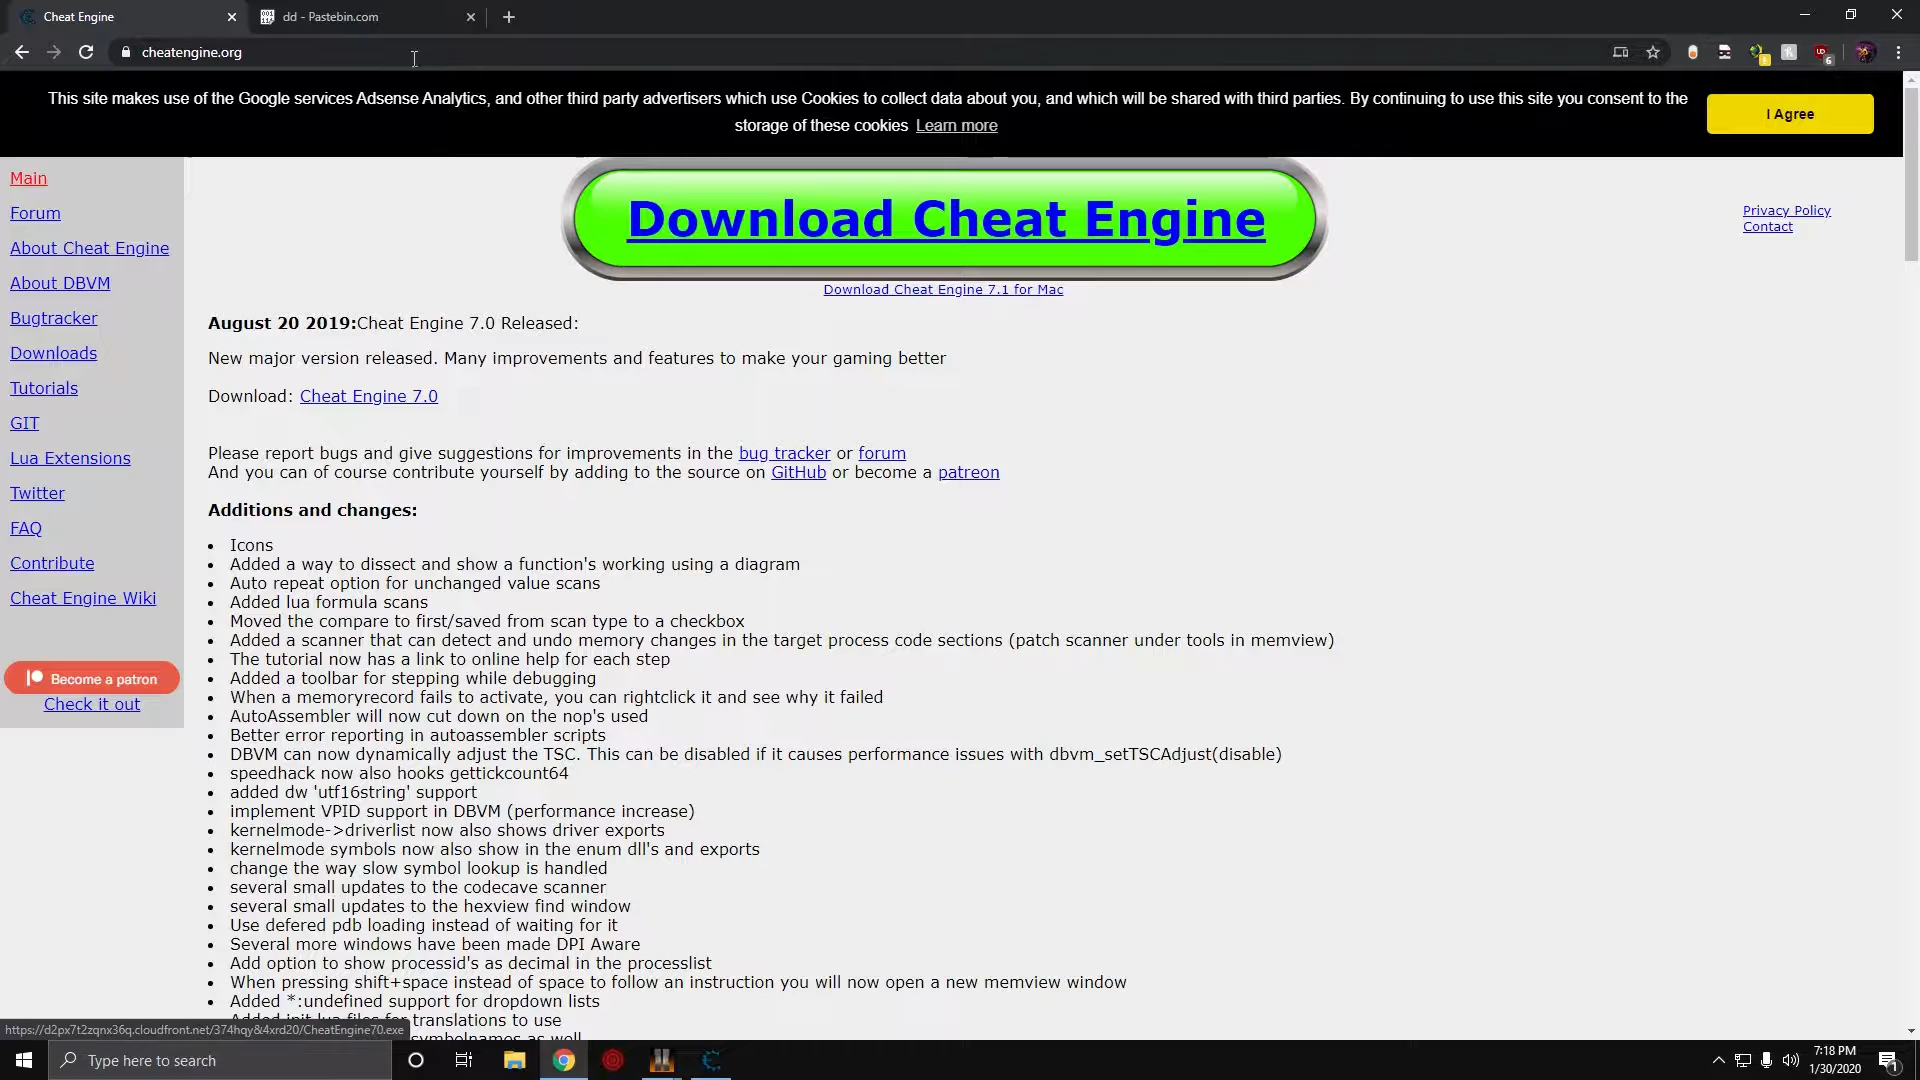 Cheat Engine
dd - Pastebin.com
cheatengine.org
This site makes use of the Google services Adsense Analytics, and other third party advertisers which use Cookies to collect data about you, and which will be shared with third parties. By continuing to use this site you consent to the
storage of these cookies Learn more
I Agree
Main
Forum
About Cheat Engine
About DBVM
Bugtracker
Downloads
Tutorials
GIT
Lua Extensions
Twitter
FAQ
Contribute
Cheat Engine Wiki
Become a patron
Check it out
Download Cheat Engine
Download Cheat Engine 7.1 for Mac
Privacy Policy
Contact
August 20 2019:Cheat Engine 7.0 Released:
New major version released. Many improvements and features to make your gaming better
Download: Cheat Engine 7.0
Please report bugs and give suggestions for improvements in the bug tracker or forum
And you can of course contribute yourself by adding to the source on GitHub or become a patreon
Additions and changes:
• Icons
• Added a way to dissect and show a function's working using a diagram
• Auto repeat option for unchanged value scans
• Added lua formula scans
• Moved the compare to first/saved from scan type to a checkbox
• Added a scanner that can detect and undo memory changes in the target process code sections (patch scanner under tools in memview)
• The tutorial now has a link to online help for each step
• Added a toolbar for stepping while debugging
• When a memoryrecord fails to activate, you can rightclick it and see why it failed
• AutoAssembler will now cut down on the nop's used
• Better error reporting in autoassembler scripts
• DBVM can now dynamically adjust the TSC. This can be disabled if it causes performance issues with dbvm_setTSCAdjust(disable)
• speedhack now also hooks gettickcount64
• added dw 'utf16string' support
• implement VPID support in DBVM (performance increase)
• kernelmode->driverlist now also shows driver exports
• kernelmode symbols now also show in the enum dll's and exports
• change the way slow symbol lookup is handled
• several small updates to the codecave scanner
• several small updates to the hexview find window
• Use defered pdb loading instead of waiting for it
• Several more windows have been made DPI Aware
• Add option to show processid's as decimal in the processlist
• When pressing shift+space instead of space to follow an instruction you will now open a new memview window
• Added *:undefined support for dropdown lists
translations to use
https://d2px7t2zqnx36q.cloudfront.net/374hqy&4xrd20/CheatEngine70.exe
Type here to search
7:18 PM
1/30/2020